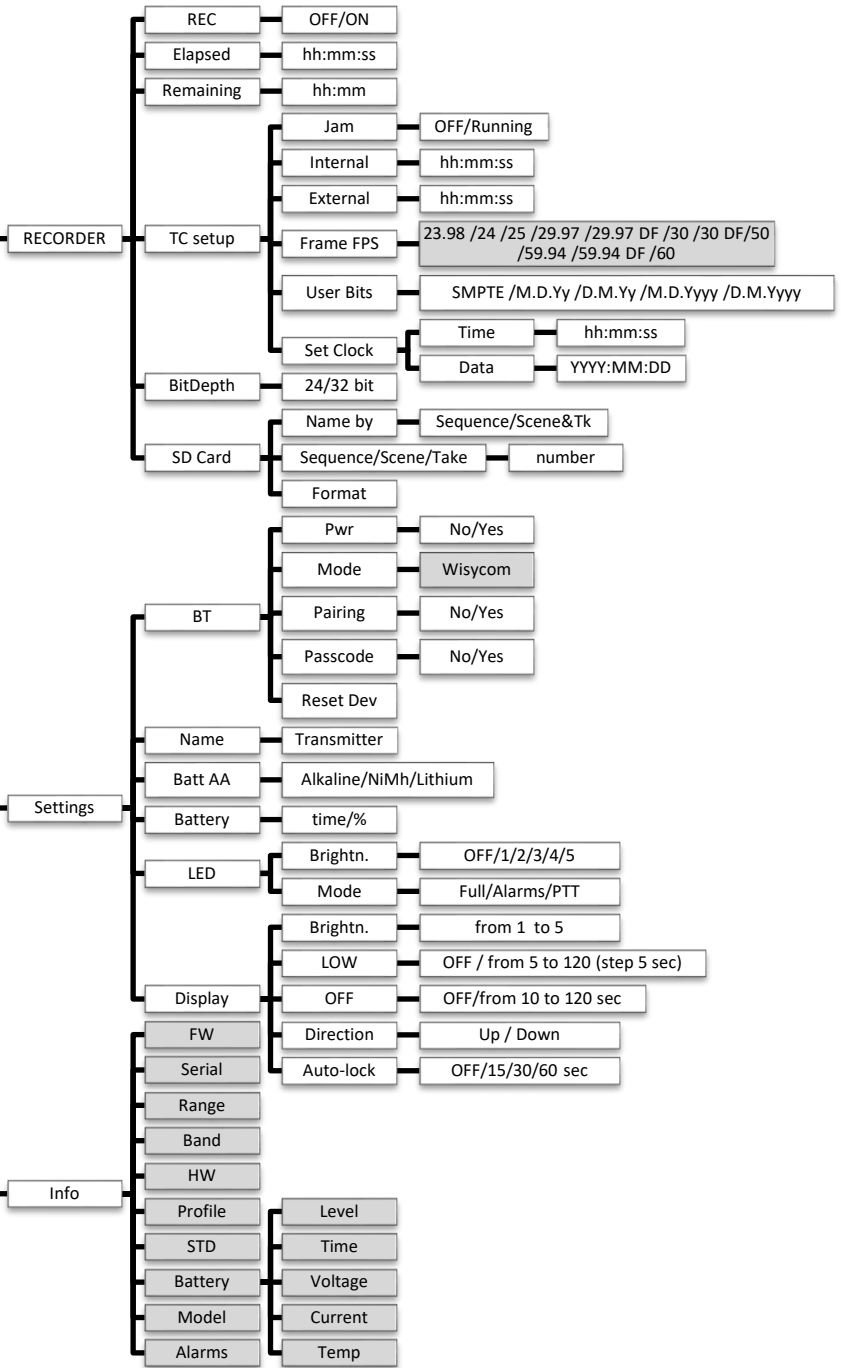 REC OFF/ON
Elapsed hh:mm:ss
Remaining hh:mm
Jam OFF/Running
Internal hh:mm:ss
External hh:mm:ss
RECORDER TC setup Frame FPS 23.98 /24 /25 /29.97 /29.97 DF /30 /30 DF/50
/59.94 /59.94 DF /60
User Bits SMPTE /M.D.Yy /D.M.Yy /M.D.Yyyy /D.M.Yyyy
Set Clock Time hh:mm:ss
Data YYYY:MM:DD
BitDepth 24/32 bit
SD Card Name by Sequence/Scene&Tk
Sequence/Scene/Take number
Format
Settings BT Pwr No/Yes
Mode Wisycom
Pairing No/Yes
Passcode No/Yes
Reset Dev
Name Transmitter
Batt AA Alkaline/NiMh/Lithium
Battery time/%
LED Brightn. OFF/1/2/3/4/5
Mode Full/Alarms/PTT
Display Brightn. from 1 to 5
LOW OFF / from 5 to 120 (step 5 sec)
OFF OFF/from 10 to 120 sec
Direction Up / Down
Auto-lock OFF/15/30/60 sec
Info FW
Serial
Range
Band
HW
Profile
STD
Battery Level
Time
Voltage
Current
Temp
Model
Alarms